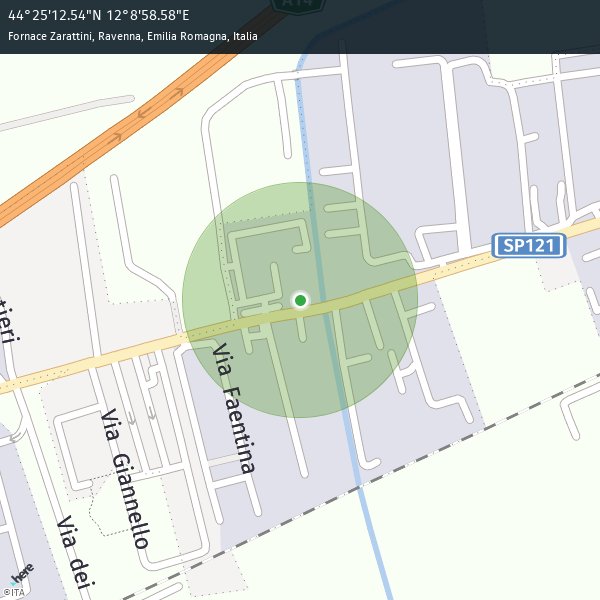 44°25'12.54"N 12°8'58.58"E
Fornace Zarattini, Ravenna, Emilia Romagna, Italia
A14
SP121
tieri
Via Faentina
Via Giannello
Via dei
here
©ITA